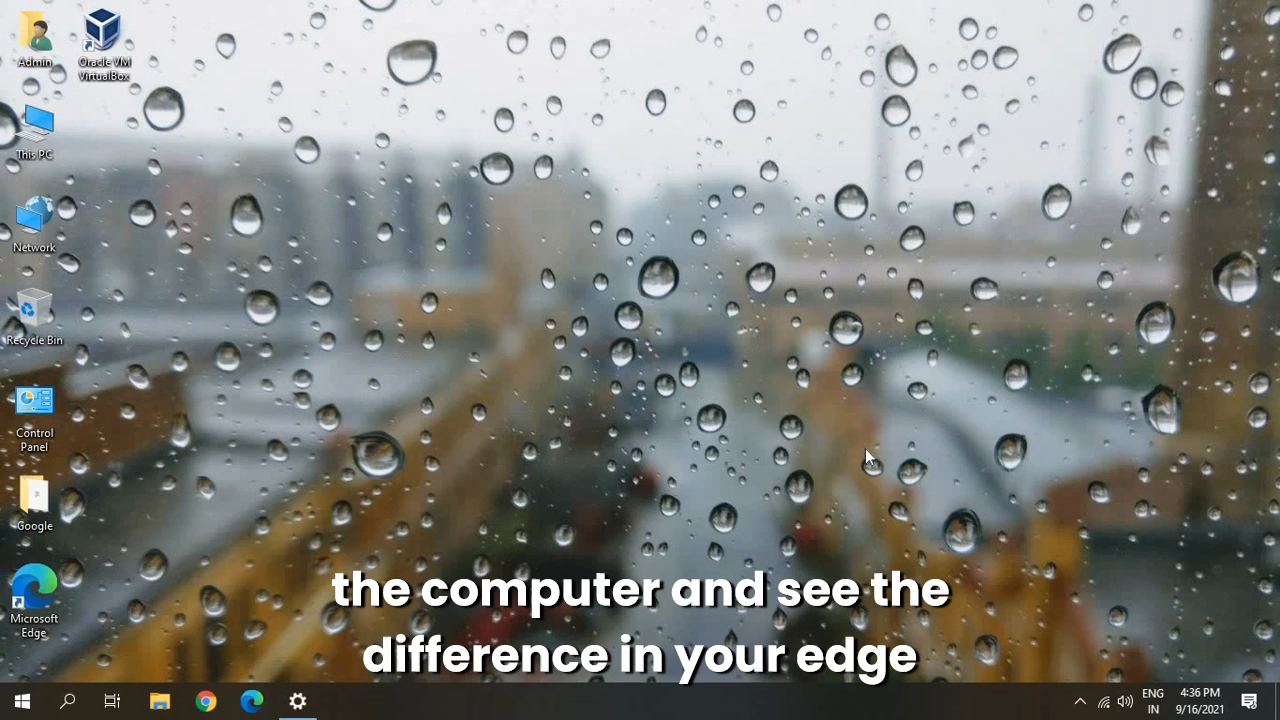 Admin
Oracle VM
VirtualBox
This PC
Network
Recycle Bin
Control
Panel
Google
Microsoft
Edge
the computer and see the
difference in your edge
ENG
IN
4:36 PM
9/16/2021